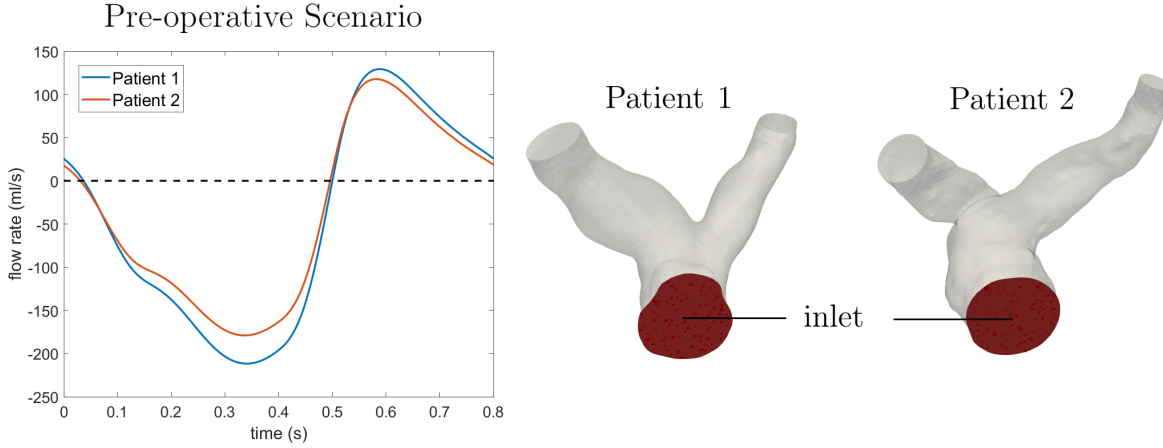 Pre-operative Scenario
150
100
50
0
-50
-100
-150
-200
-250
flow rate (ml/s)
Patient 1
Patient 2
0
0.1
0.2
0.3
0.4
0.5
0.6
0.7
0.8
time (s)
Patient 1
Patient 2
inlet